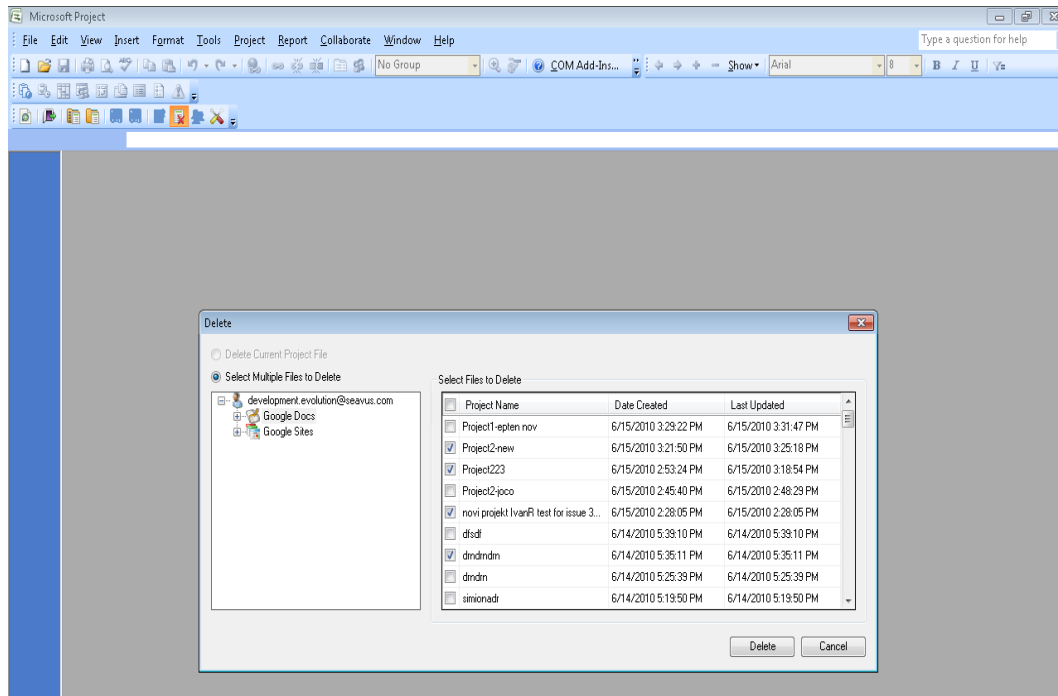 Microsoft Project
File Edit View Insert Format Tools Project Report Collaborate Window Help Type a question for help
No Group COM Add-Ins... Show Arial 8 B I U
Delete
Delete Current Project File
Select Multiple Files to Delete
development.evolution@seavus.com
Google Docs
Google Sites
Select Files to Delete
Project Name Date Created Last Updated
Project1-epten nov 6/15/2010 3:29:22 PM 6/15/2010 3:31:47 PM
Project2-new 6/15/2010 3:21:50 PM 6/15/2010 3:25:18 PM
Project223 6/15/2010 2:53:24 PM 6/15/2010 3:18:54 PM
Project2-joco 6/15/2010 2:45:40 PM 6/15/2010 2:48:29 PM
novi projekt IvanR test for issue 3... 6/15/2010 2:28:05 PM 6/15/2010 2:28:05 PM
dfsdf 6/14/2010 5:39:10 PM 6/14/2010 5:39:10 PM
drndrndrn 6/14/2010 5:35:11 PM 6/14/2010 5:35:11 PM
drndrn 6/14/2010 5:25:39 PM 6/14/2010 5:25:39 PM
simionadr 6/14/2010 5:19:50 PM 6/14/2010 5:19:50 PM
Delete Cancel